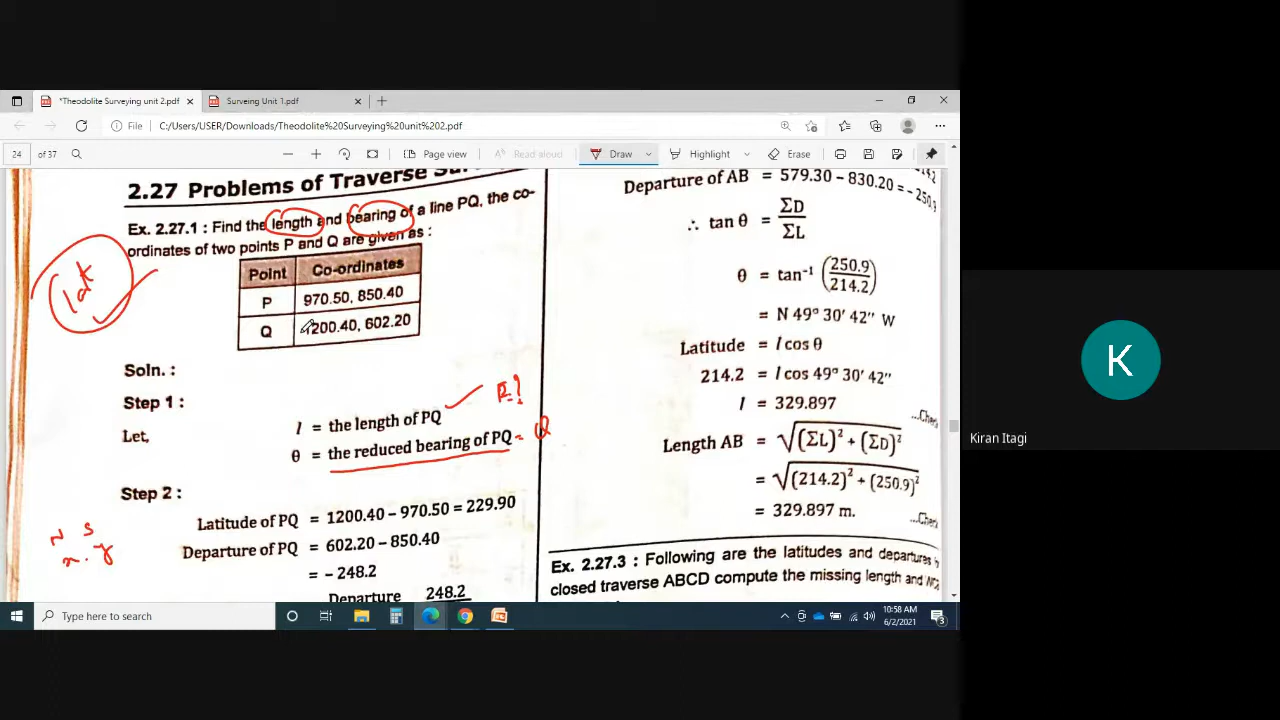 *Theodolite Surveying unit 2.pdf
Surveing Unit 1.pdf
File C:/Users/USER/Downloads/Theodolite%20Surveying%20unit%202.pdf
24 of 37 Page view Read aloud Draw Highlight Erase
2.27 Problems of Traverse
Ex. 2.27.1 : Find the length and bearing of a line PQ, the co-
ordinates of two points P and Q are given as :
Point Co-ordinates
P 970.50, 850.40
Q 1200.40, 602.20
lat
Soln. :
Step 1 :
Let,
l = the length of PQ
θ = the reduced bearing of PQ
Step 2 :
Latitude of PQ = 1200.40 – 970.50 = 229.90
Departure of PQ = 602.20 – 850.40
= – 248.2
Departure 248.2
N S
x. y
Departure of AB = 579.30 – 830.20 = – 250.9
∴ tan θ = ΣD / ΣL
θ = tan⁻¹ (250.9 / 214.2)
= N 49° 30' 42" W
Latitude = l cos θ
214.2 = l cos 49° 30' 42"
l = 329.897
...Check
Length AB = √(ΣL)² + (ΣD)²
= √(214.2)² + (250.9)²
= 329.897 m.
...Check
Ex. 2.27.3 : Following are the latitudes and departures
closed traverse ABCD compute the missing length and
Type here to search
10:58 AM
6/2/2021
3
K
Kiran Itagi